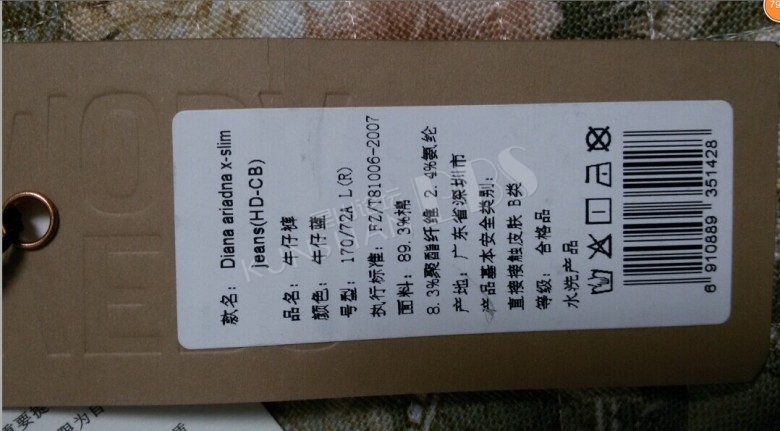 款名: Diana ariadna x-slim
jeans(HD-CB)
品名: 牛仔裤
颜色: 牛仔蓝
号型: 170/72A L(R)
执行标准: FZ/T81006-2007
面料: 89.3%棉
8.3%聚酯纤维 2.4%氨纶
产地: 广东省深圳市
产品基本安全类别:
直接接触皮肤 B类
等级: 合格品
水洗产品
6 910889 351428
KUNSHAN BBS
79